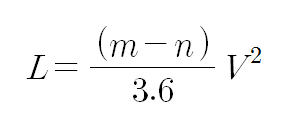 L = (m − n) / 3.6 V²